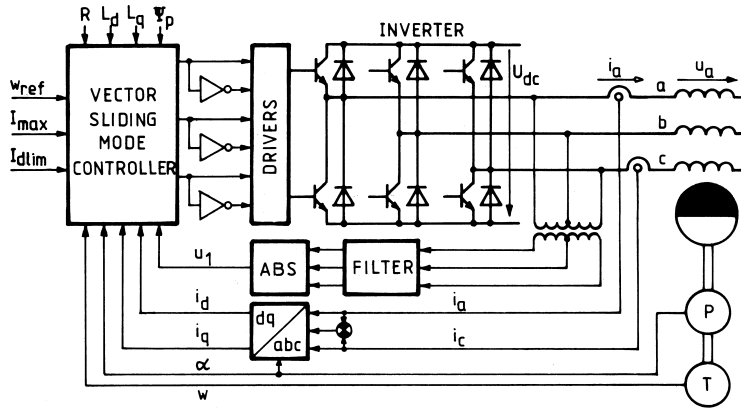 R L_d L_q Ψ_p
INVERTER
i_a u_a
W_ref
I_max
I_dlim
VECTOR
SLIDING
MODE
CONTROLLER
DRIVERS
U_dc
a
b
c
u_1
ABS
FILTER
i_d
dq
i_a
i_q
abc
i_c
P
α
W
T